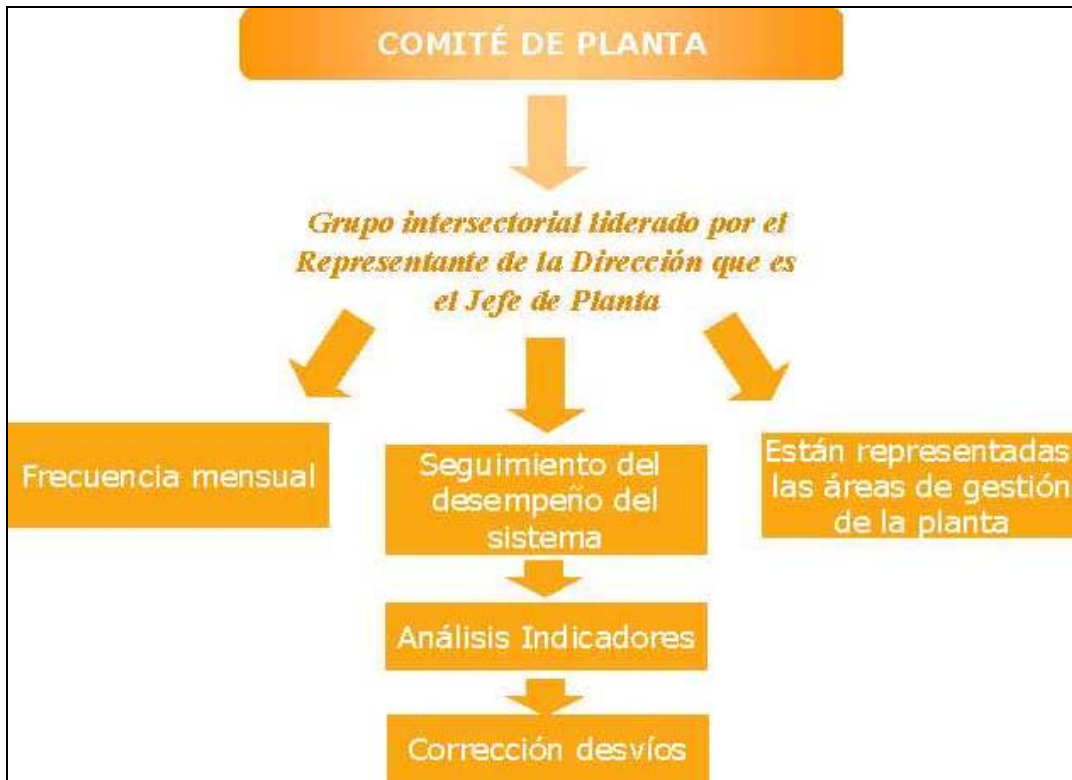 COMITÉ DE PLANTA
Grupo intersectorial liderado por el
Representante de la Dirección que es
el Jefe de Planta
Frecuencia mensual
Seguimiento del
desempeño del
sistema
Están representadas
las áreas de gestión
de la planta
Análisis Indicadores
Corrección desvíos